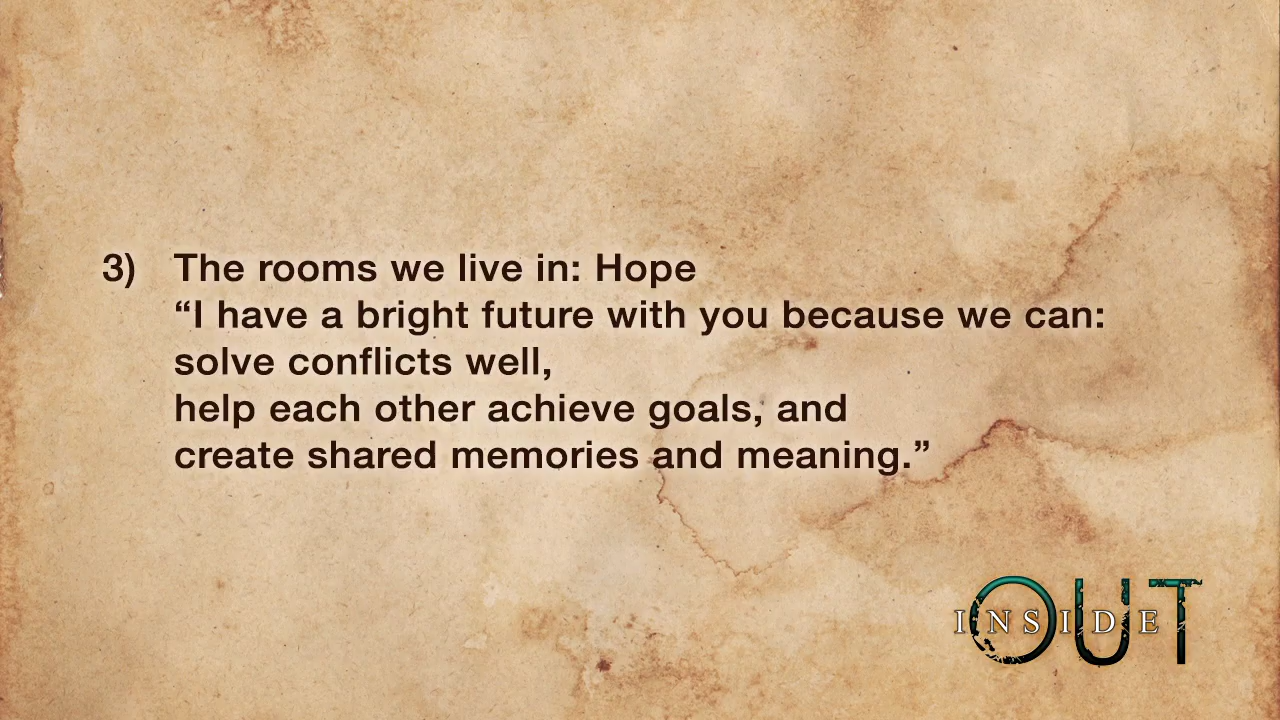 3) The rooms we live in: Hope
“I have a bright future with you because we can:
solve conflicts well,
help each other achieve goals, and
create shared memories and meaning.”
INSIDE OUT